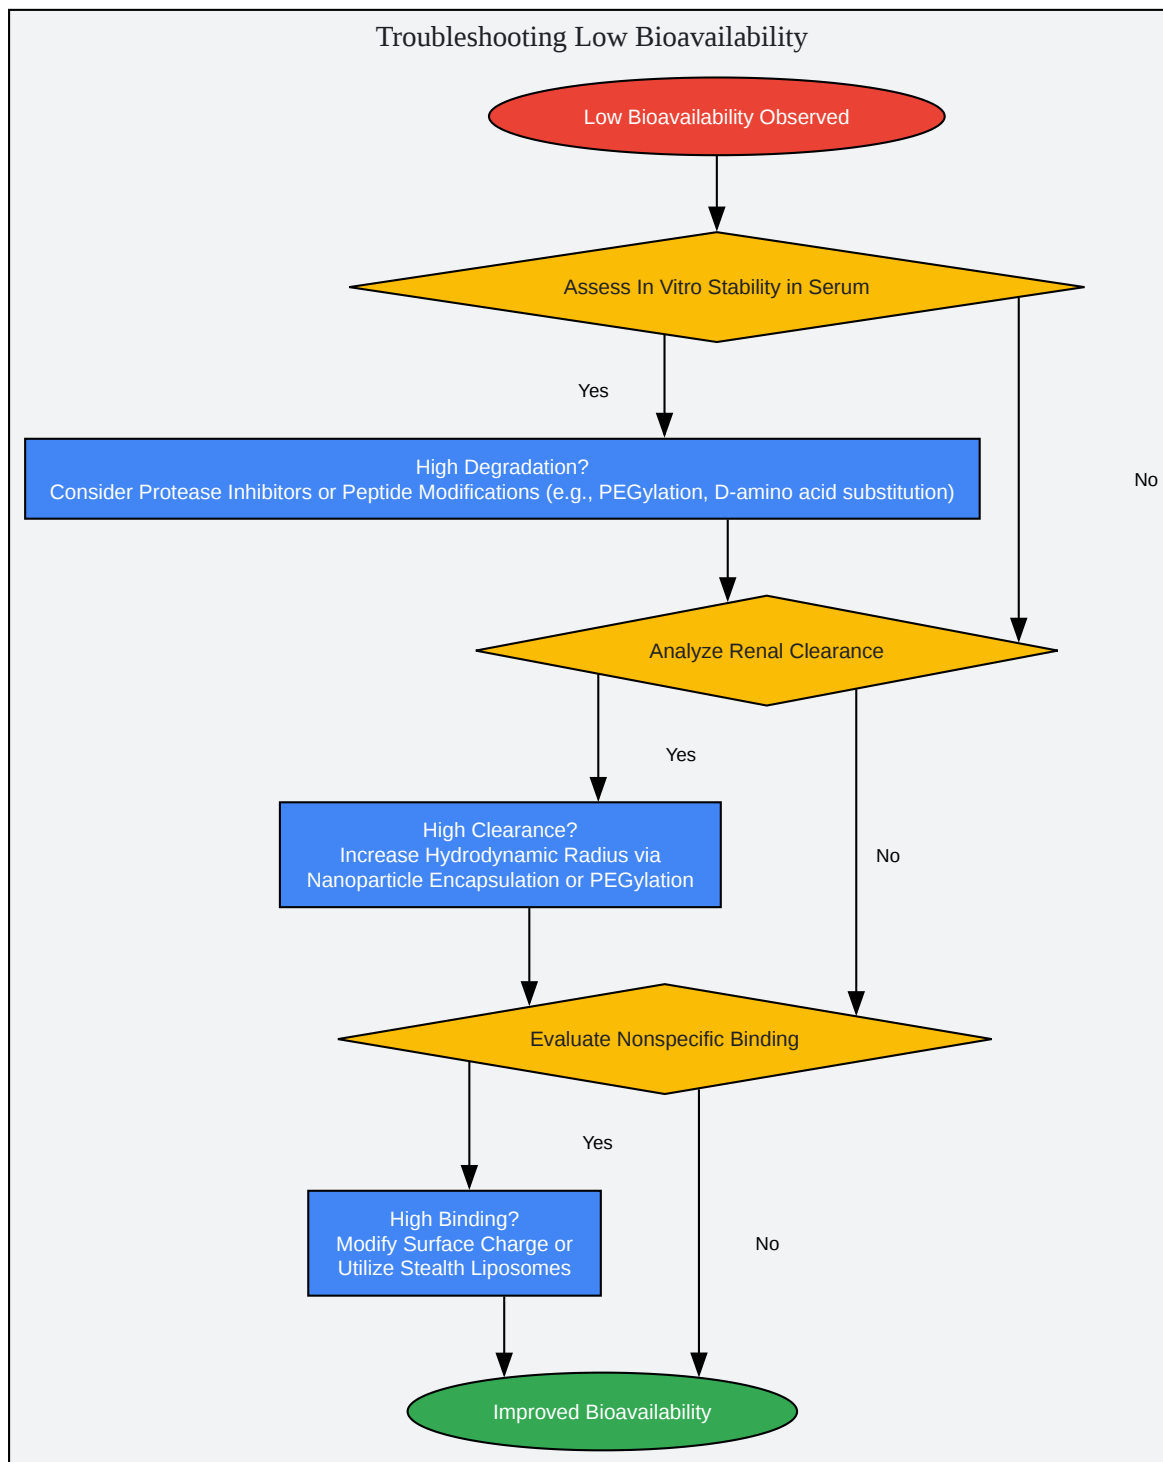 Troubleshooting Low Bioavailability
Low Bioavailability Observed
Assess In Vitro Stability in Serum
Yes
High Degradation?
Consider Protease Inhibitors or Peptide Modifications (e.g., PEGylation, D-amino acid substitution)
No
Analyze Renal Clearance
Yes
High Clearance?
Increase Hydrodynamic Radius via
Nanoparticle Encapsulation or PEGylation
No
Evaluate Nonspecific Binding
Yes
High Binding?
Modify Surface Charge or
Utilize Stealth Liposomes
No
Improved Bioavailability